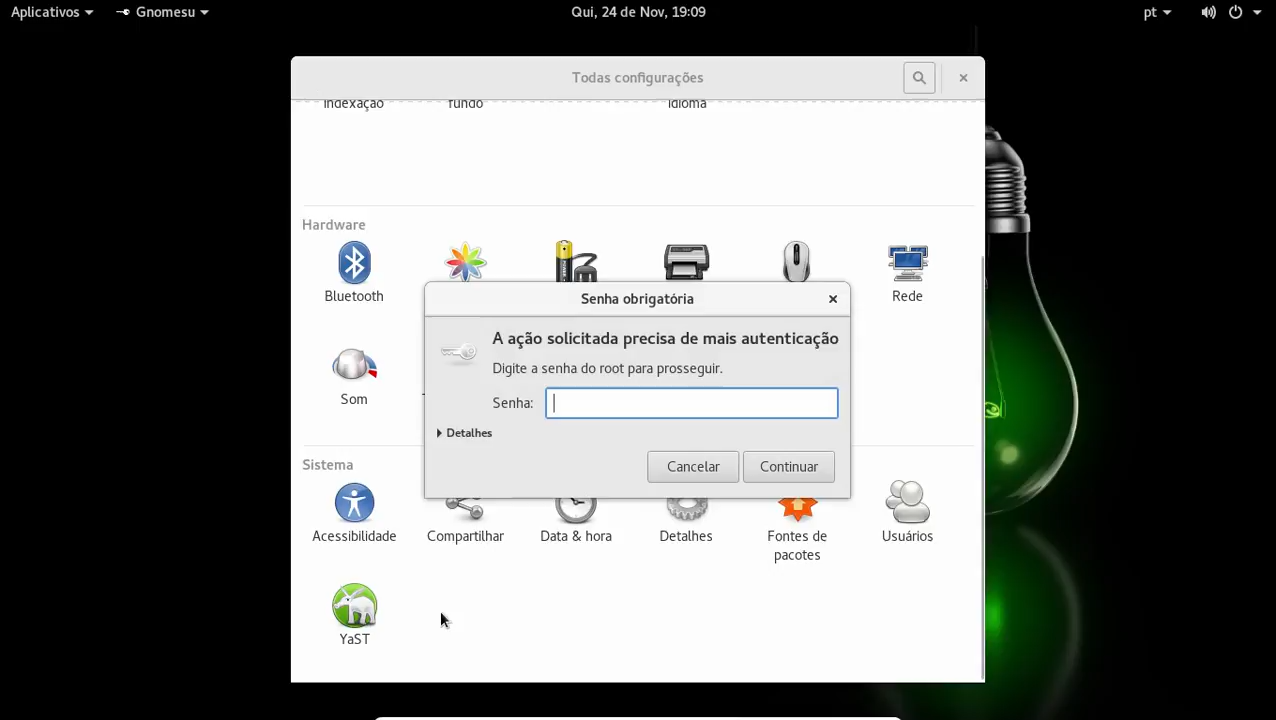 Aplicativos
Gnomesu
Qui, 24 de Nov, 19:09
pt
Todas configurações
indexação
fundo
idioma
Hardware
Bluetooth
Rede
Som
Senha obrigatória
A ação solicitada precisa de mais autenticação
Digite a senha do root para prosseguir.
Senha:
Detalhes
Cancelar
Continuar
Sistema
Acessibilidade
Compartilhar
Data & hora
Detalhes
Fontes de
pacotes
Usuários
YaST